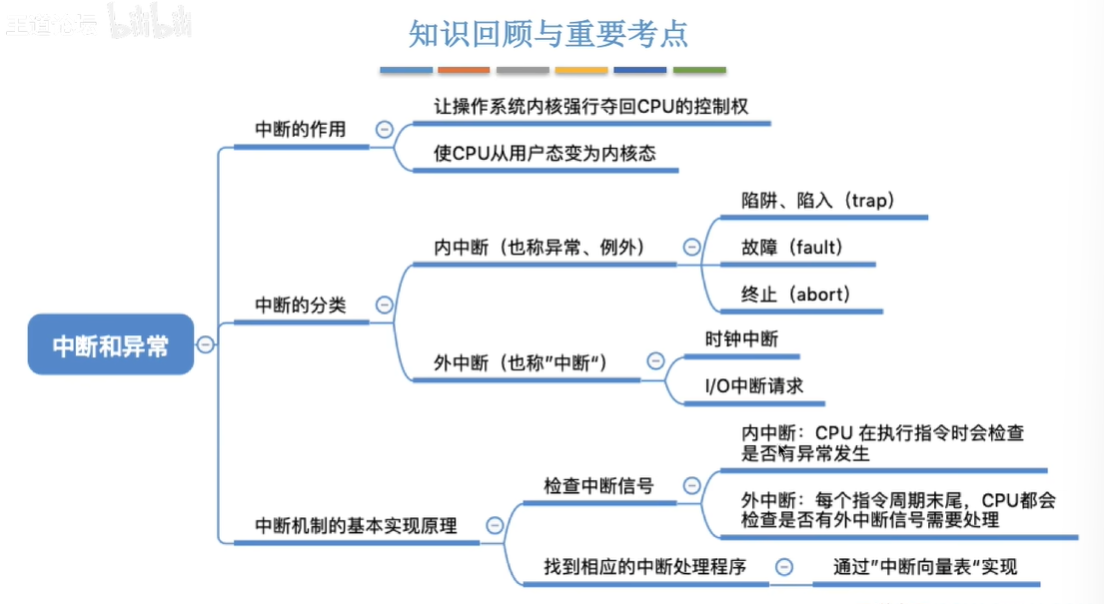 王道论坛 bilibili
知识回顾与重要考点
让操作系统内核强行夺回CPU的控制权
中断的作用
使CPU从用户态变为内核态
陷阱、陷入（trap）
内中断（也称异常、例外）
故障（fault）
终止（abort）
中断的分类
时钟中断
外中断（也称”中断“）
I/O中断请求
中断和异常
内中断：CPU 在执行指令时会检查
是否有异常发生
检查中断信号
外中断：每个指令周期末尾，CPU都会
检查是否有外中断信号需要处理
中断机制的基本实现原理
找到相应的中断处理程序
通过”中断向量表“实现